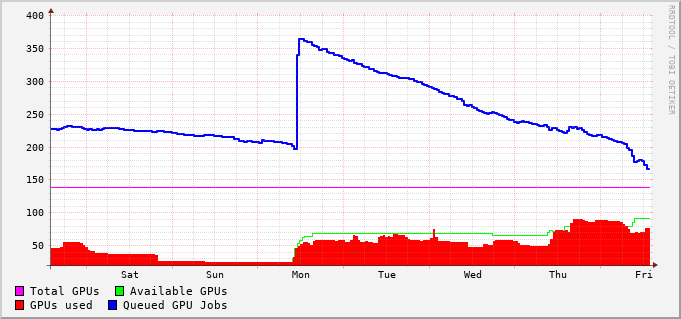 RRDTOOL / TOBI OETIKER
400
350
300
250
200
150
100
50
Sat Sun Mon Tue Wed Thu Fri
Total GPUs Available GPUs
GPUs used Queued GPU Jobs